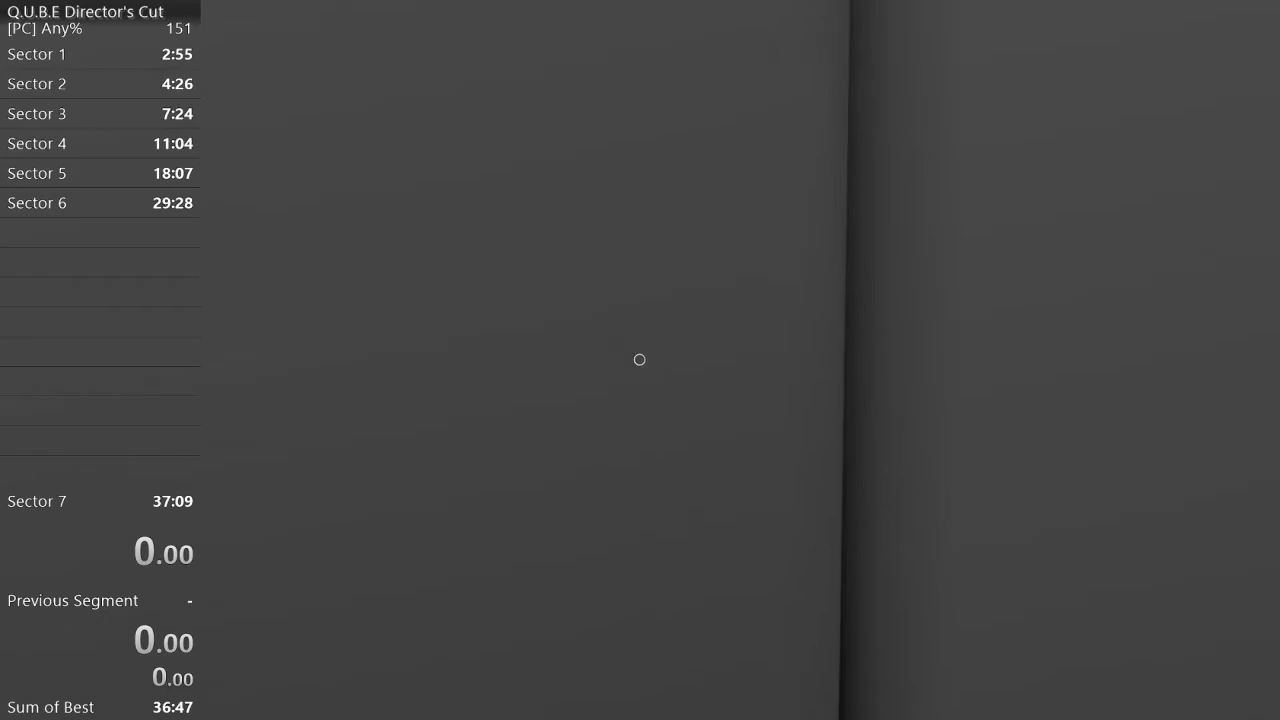 Q.U.B.E Director's Cut
[PC] Any% 151
Sector 1 2:55
Sector 2 4:26
Sector 3 7:24
Sector 4 11:04
Sector 5 18:07
Sector 6 29:28
Sector 7 37:09
0.00
Previous Segment -
0.00
0.00
Sum of Best 36:47